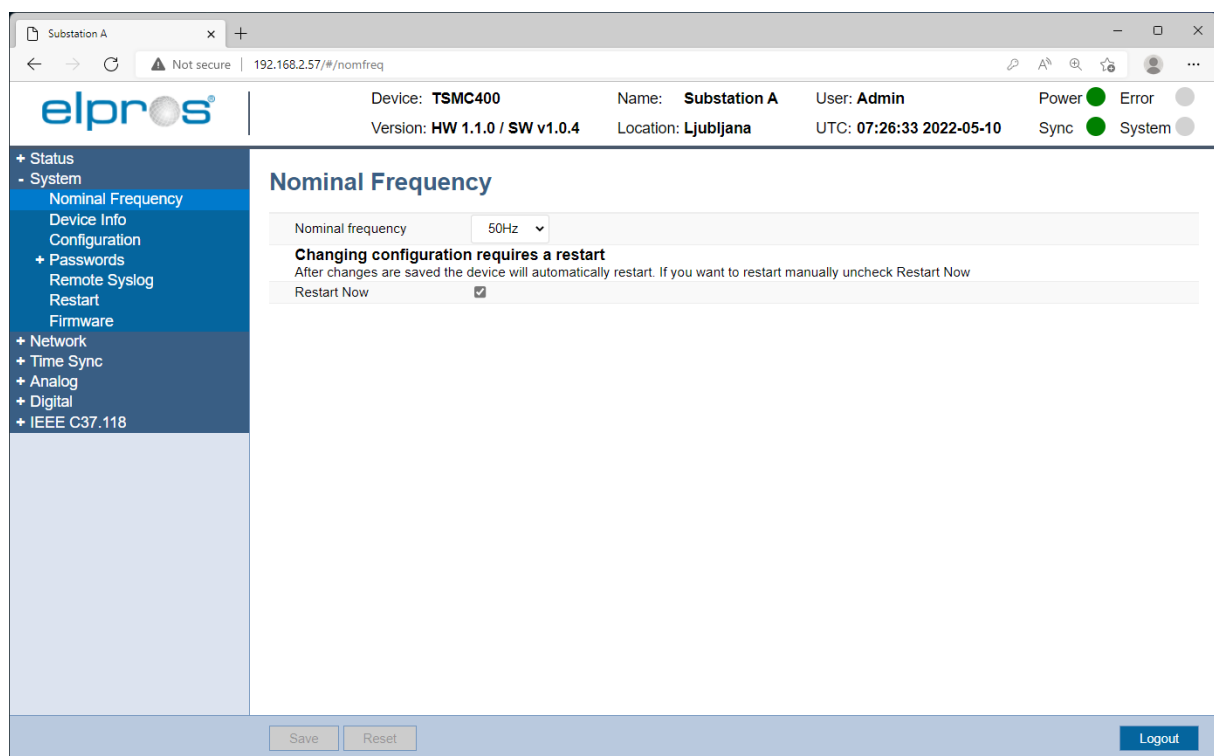 Substation A
Not secure 192.168.2.57/#/nomfreq
elpros
Device: TSMC400 Name: Substation A User: Admin Power Error
Version: HW 1.1.0 / SW v1.0.4 Location: Ljubljana UTC: 07:26:33 2022-05-10 Sync System
+ Status
- System
Nominal Frequency
Device Info
Configuration
+ Passwords
Remote Syslog
Restart
Firmware
+ Network
+ Time Sync
+ Analog
+ Digital
+ IEEE C37.118
Nominal Frequency
Nominal frequency 50Hz
Changing configuration requires a restart
After changes are saved the device will automatically restart. If you want to restart manually uncheck Restart Now
Restart Now
Save Reset Logout